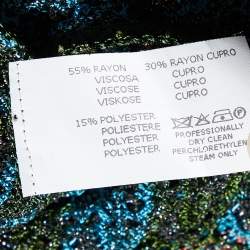 55% RAYON 30% RAYON CUPRO
VISCOSA CUPRO
VISCOSE CUPRO
VISKOSE CUPRO
15% POLYESTER
POLIESTERE
POLYESTER
POLYESTER
PROFESSIONALLY
DRY CLEAN
PERCHLORETHYLEN
STEAM ONLY